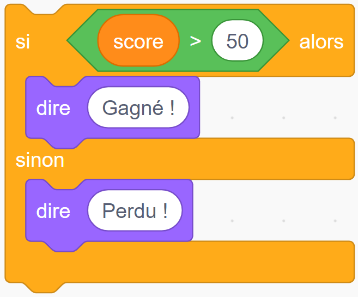 si score > 50 alors
dire Gagné !
sinon
dire Perdu !